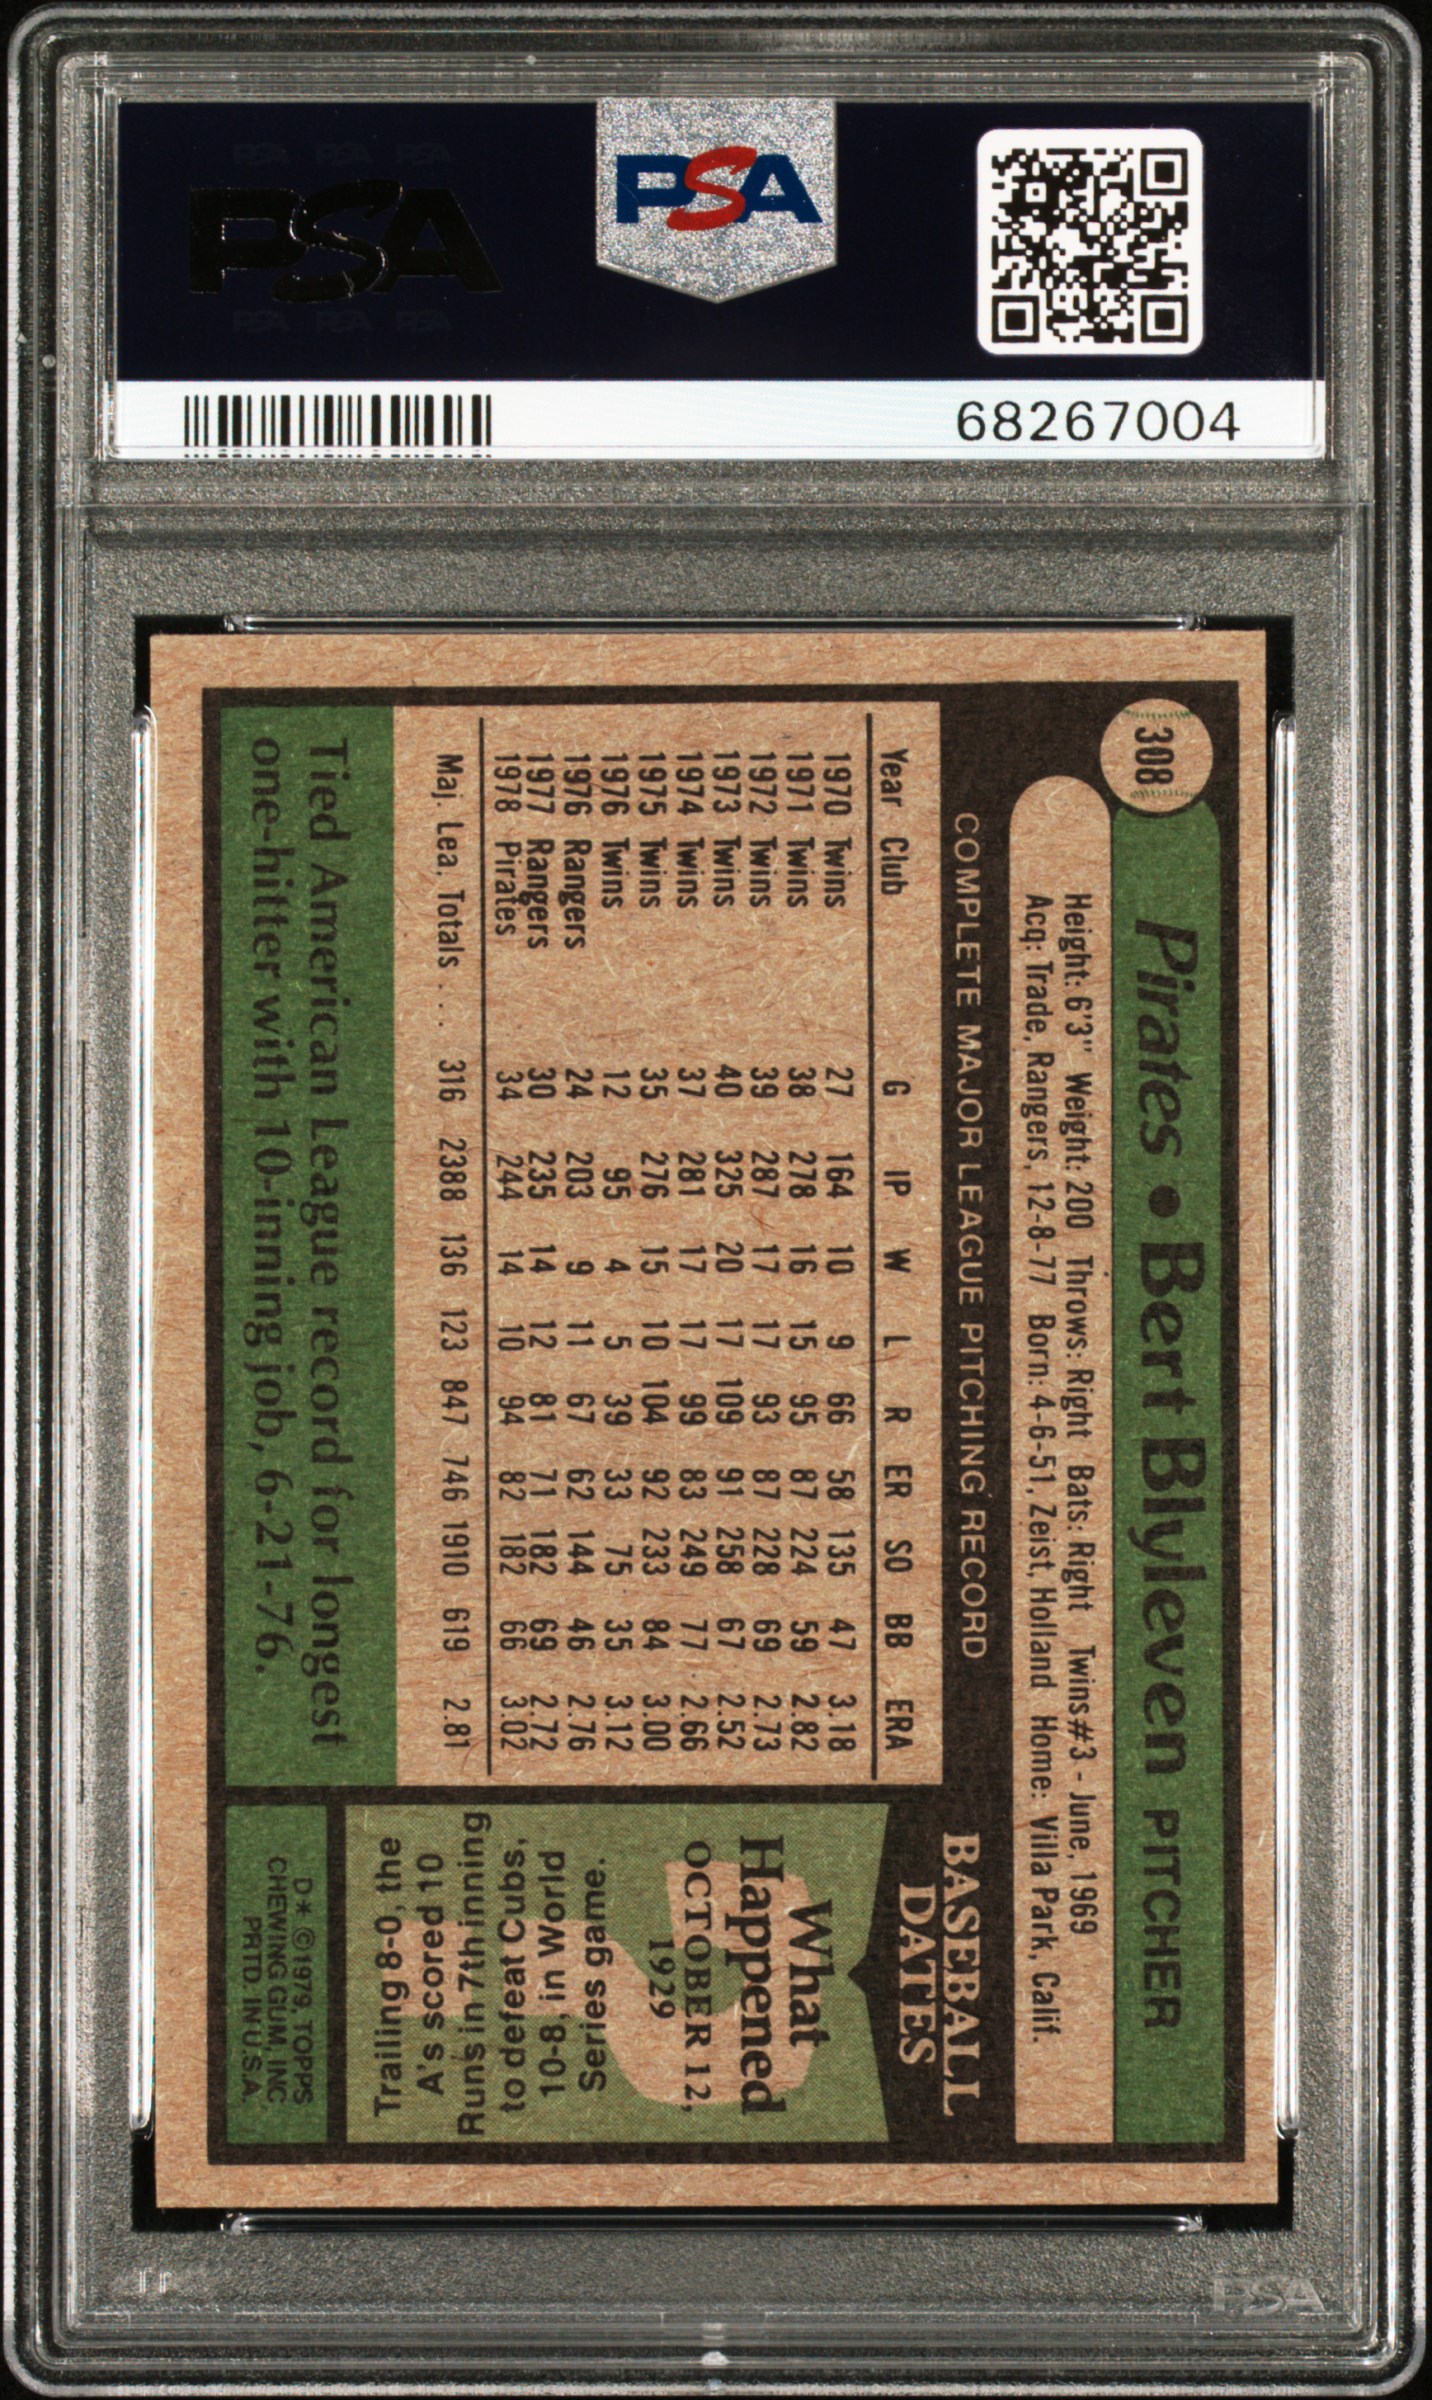 PSA PSA PSA
PSA
PSA PSA PSA
PSA
68267004
308
Pirates • Bert Blyleven PITCHER
Height: 6'3" Weight: 200 Throws: Right Bats: Right Twins #3 - June, 1969
Acq: Trade, Rangers, 12-8-77 Born: 4-6-51, Zeist, Holland Home: Villa Park, Calif.
COMPLETE MAJOR LEAGUE PITCHING RECORD
Year Club G IP W L R ER SO BB ERA
1970 Twins 27 164 10 9 66 58 135 47 3.18
1971 Twins 38 278 16 15 95 87 224 59 2.82
1972 Twins 39 287 17 17 93 87 228 69 2.73
1973 Twins 40 325 20 17 109 91 258 67 2.52
1974 Twins 37 281 17 17 99 83 249 77 2.66
1975 Twins 35 276 15 10 104 92 233 84 3.00
1976 Twins 12 95 4 5 39 33 75 35 3.12
1976 Rangers 24 203 9 11 67 62 144 46 2.76
1977 Rangers 30 235 14 12 81 71 182 69 2.72
1978 Pirates 34 244 14 10 94 82 182 66 3.02
Maj. Lea. Totals . . . 316 2388 136 123 847 746 1910 619 2.81
Tied American League record for longest
one-hitter with 10-inning job, 6-21-76.
BASEBALL
DATES
What
Happened
OCTOBER 12,
1929
Trailing 8-0, the
A's scored 10
Runs in 7th inning
to defeat Cubs,
10-8, in World
Series game.
D* ©1979, TOPPS
CHEWING GUM, INC
PRTD. IN U.S.A.
PSA